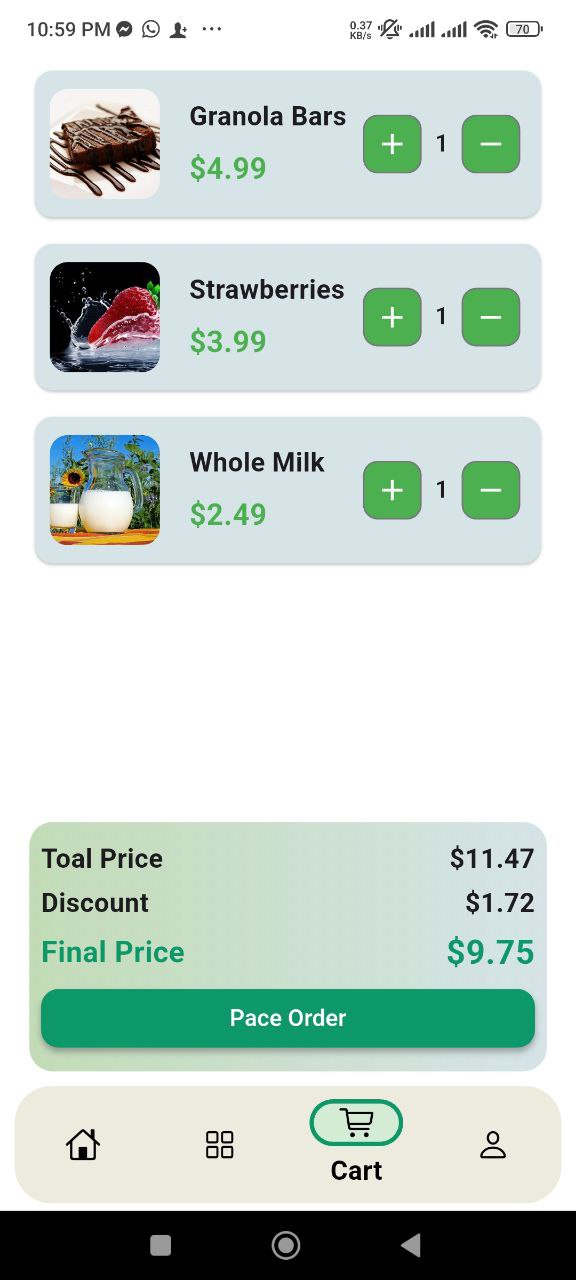 10:59 PM
0.37
KB/s
70
Granola Bars
$4.99
+ 1 −
Strawberries
$3.99
+ 1 −
Whole Milk
$2.49
+ 1 −
Toal Price $11.47
Discount $1.72
Final Price $9.75
Pace Order
Cart